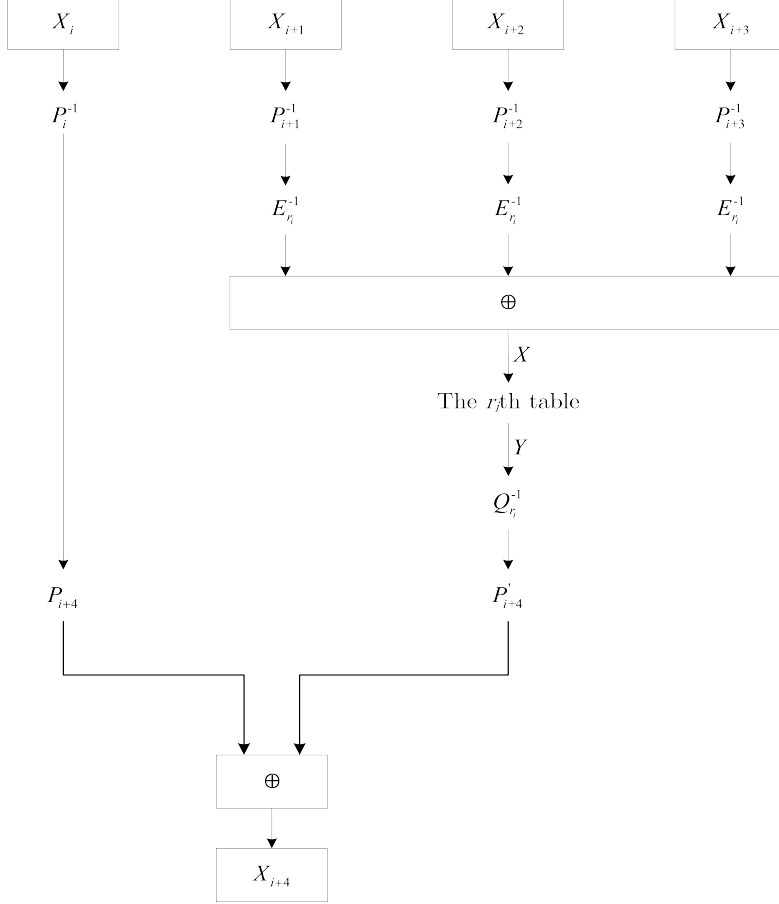 X_i X_{i+1} X_{i+2} X_{i+3}
P_i^{-1} P_{i+1}^{-1} P_{i+2}^{-1} P_{i+3}^{-1}
E_{r_i}^{-1} E_{r_i}^{-1} E_{r_i}^{-1}
⊕
X
The r_ith table
Y
Q_{r_i}^{-1}
P_{i+4} P_{i+4}^{'}
⊕
X_{i+4}